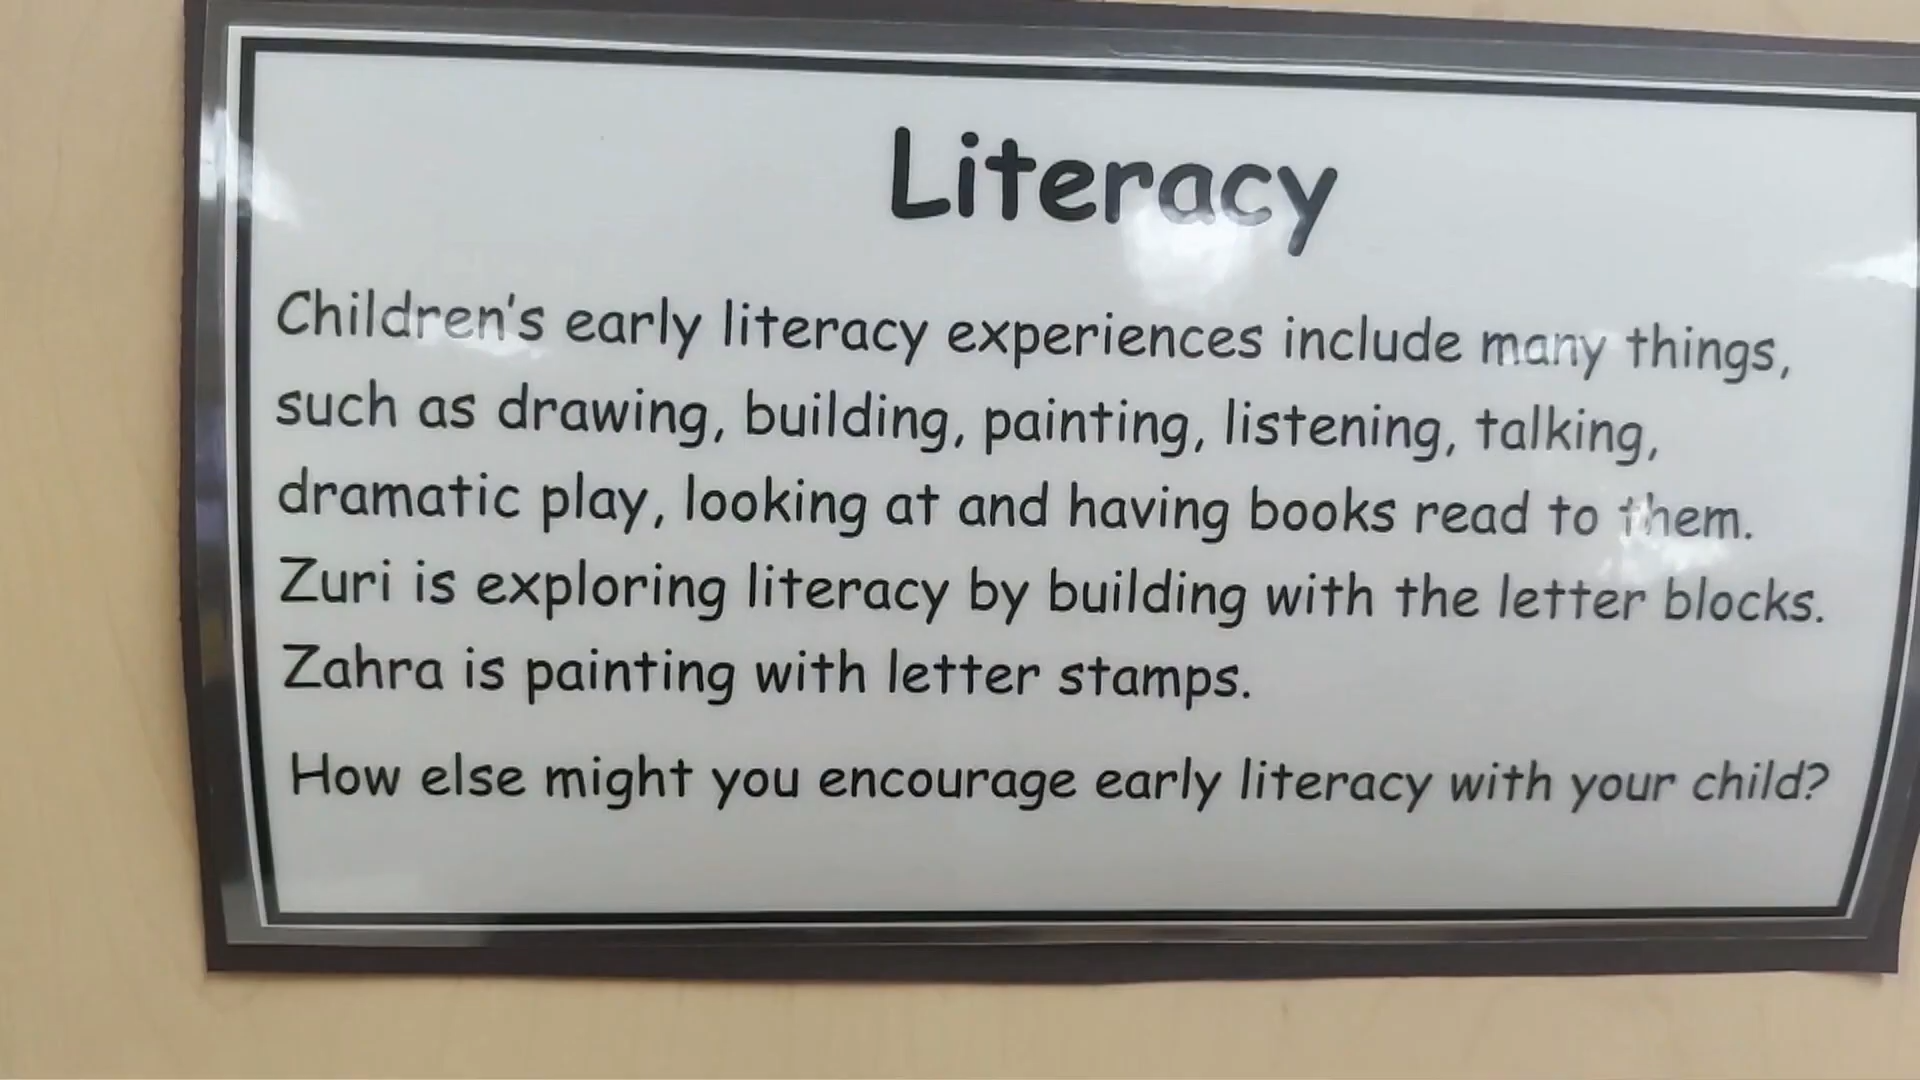 Literacy
Children's early literacy experiences include many things,
such as drawing, building, painting, listening, talking,
dramatic play, looking at and having books read to them.
Zuri is exploring literacy by building with the letter blocks.
Zahra is painting with letter stamps.
How else might you encourage early literacy with your child?